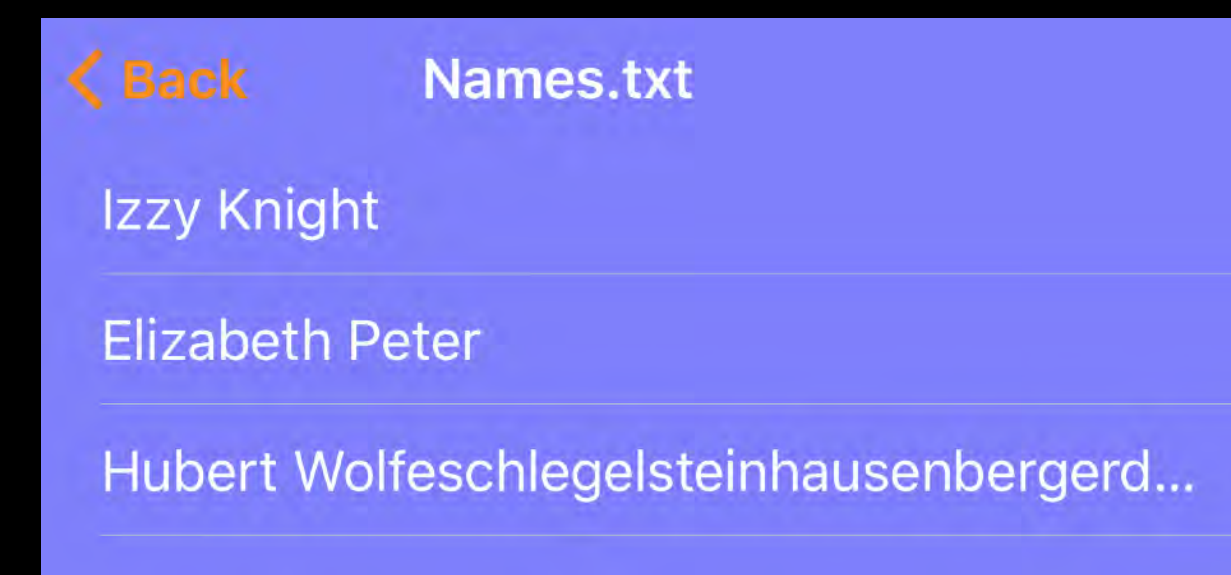 Back Names.txt
Izzy Knight
Elizabeth Peter
Hubert Wolfeschlegelsteinhausenbergerd...